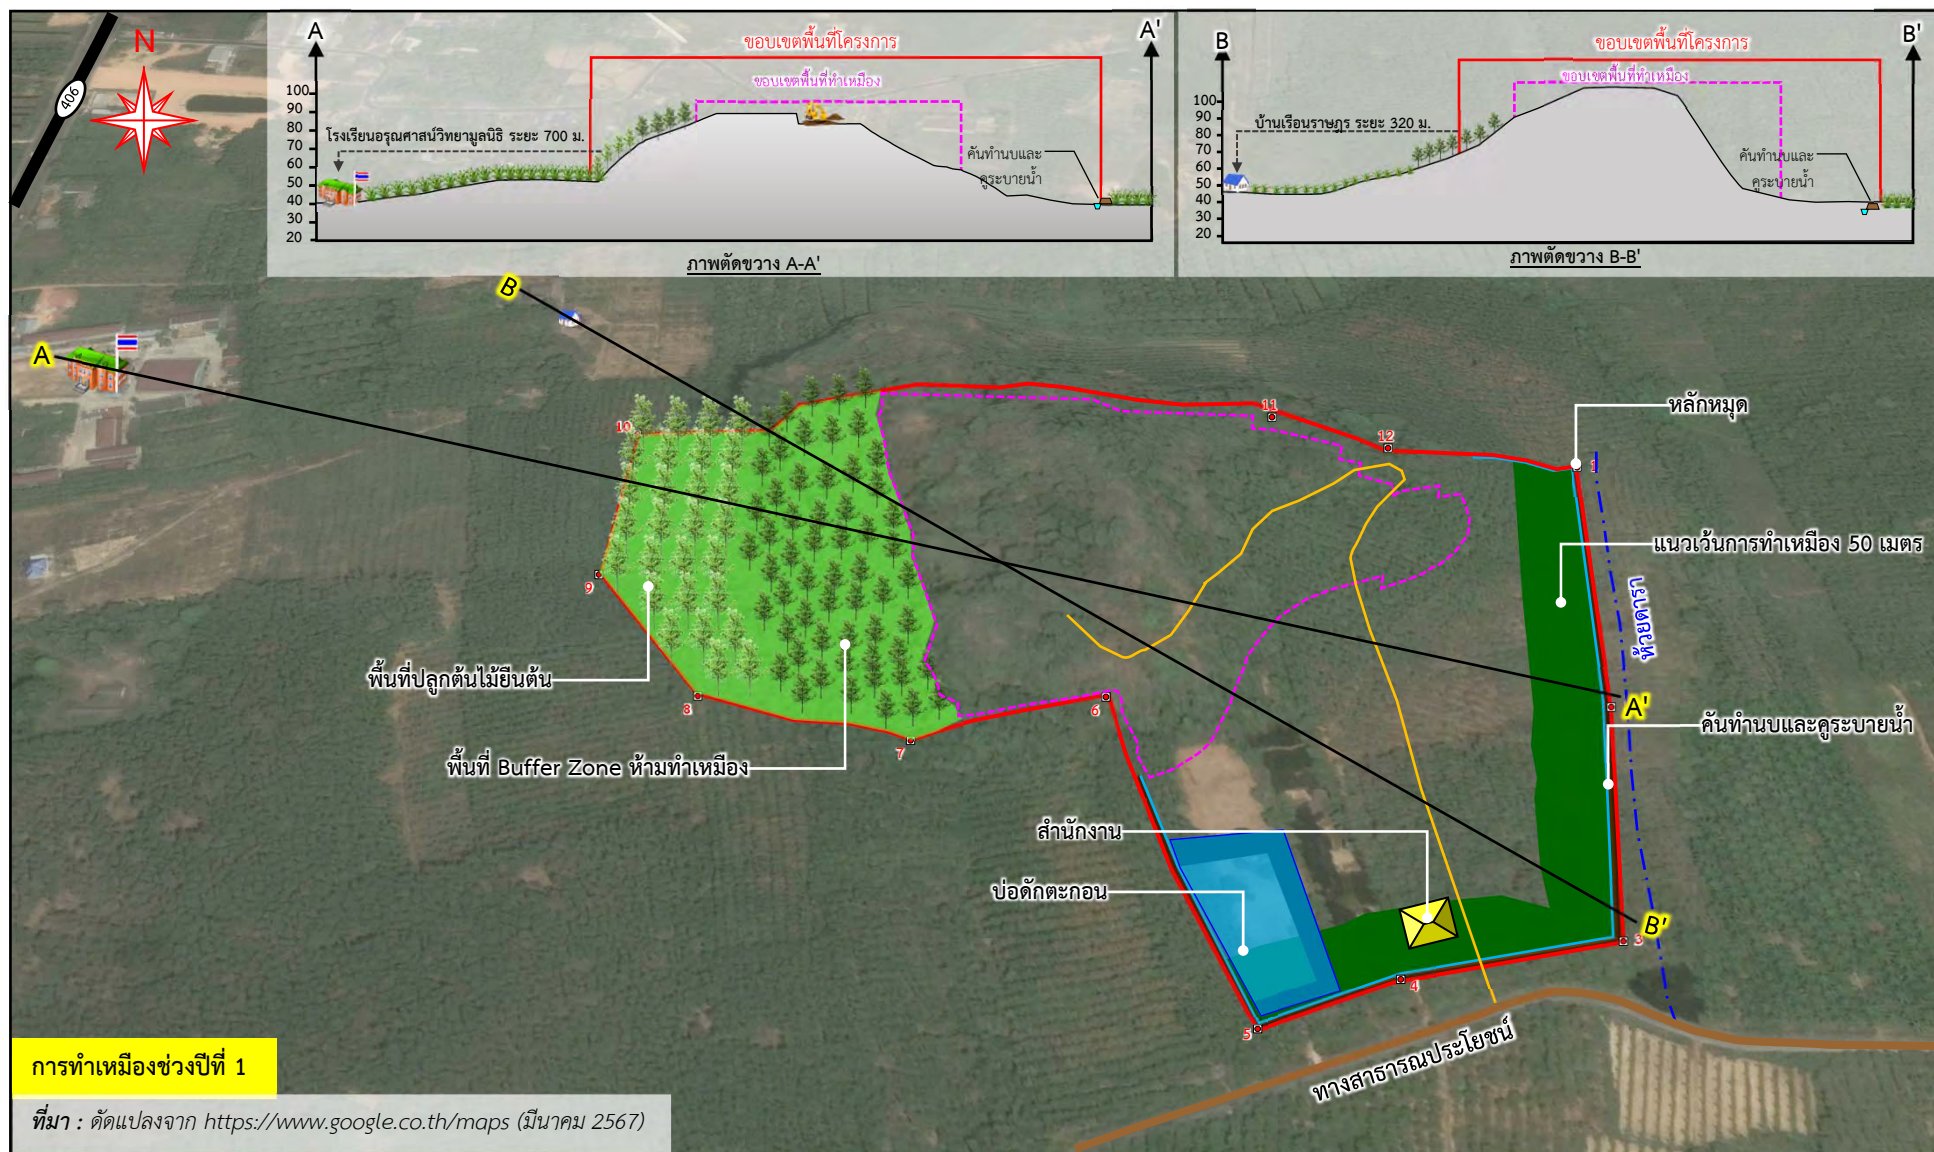 406
N
A
A'
ขอบเขตพื้นที่โครงการ
ขอบเขตพื้นที่ทำเหมือง
100
90
80
70
60
50
40
30
20
โรงเรียนอรุณศาสน์วิทยามูลนิธิ ระยะ 700 ม.
คันทำนบและ
คูระบายน้ำ
ภาพตัดขวาง A-A'
B
B'
ขอบเขตพื้นที่โครงการ
ขอบเขตพื้นที่ทำเหมือง
100
90
80
70
60
50
40
30
20
บ้านเรือนราษฎร ระยะ 320 ม.
คันทำนบและ
คูระบายน้ำ
ภาพตัดขวาง B-B'
B
A
10
11
12
1
หลักหมุด
แนวเว้นการทำเหมือง 50 เมตร
ห้วยดาเรา
9
พื้นที่ปลูกต้นไม้ยืนต้น
8
6
A'
คันทำนบและคูระบายน้ำ
7
พื้นที่ Buffer Zone ห้ามทำเหมือง
สำนักงาน
บ่อดักตะกอน
B'
3
4
5
ทางสาธารณประโยชน์
การทำเหมืองช่วงปีที่ 1
ที่มา : ดัดแปลงจาก https://www.google.co.th/maps (มีนาคม 2567)